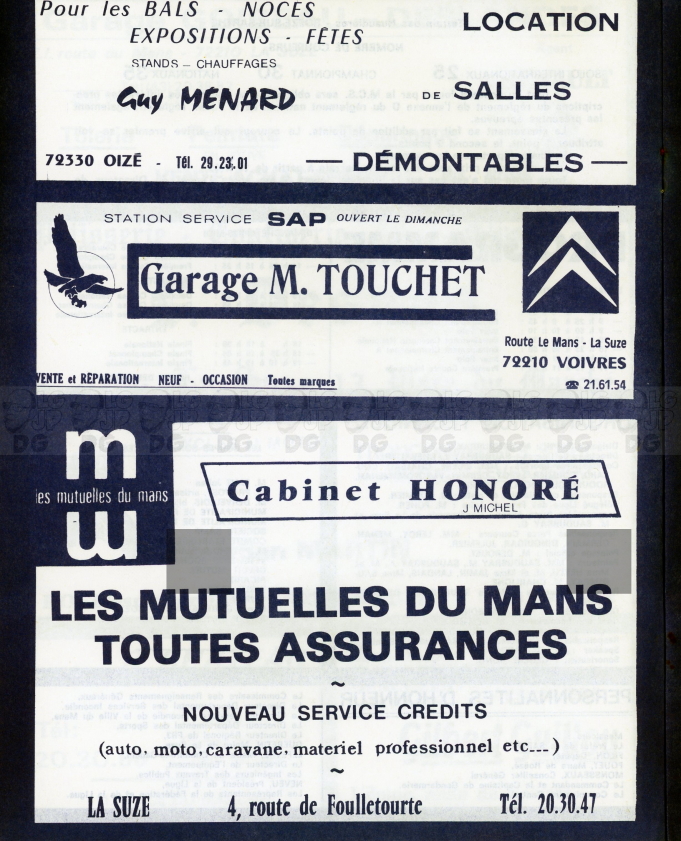 Pour les BALS - NOCES
EXPOSITIONS - FÊTES
STANDS - CHAUFFAGES
Guy MENARD
72330 OIZÉ - Tél. 29.23.01
LOCATION
DE SALLES
DÉMONTABLES
STATION SERVICE SAP OUVERT LE DIMANCHE
Garage M. TOUCHET
Route Le Mans - La Suze
72210 VOIVRES
☎ 21.61.54
VENTE et RÉPARATION NEUF - OCCASION Toutes marques
les mutuelles du mans
Cabinet HONORÉ
J MICHEL
LES MUTUELLES DU MANS
TOUTES ASSURANCES
~
NOUVEAU SERVICE CREDITS
(auto, moto, caravane, materiel professionnel etc...)
~
LA SUZE 4, route de Foulletourte Tél. 20.30.47